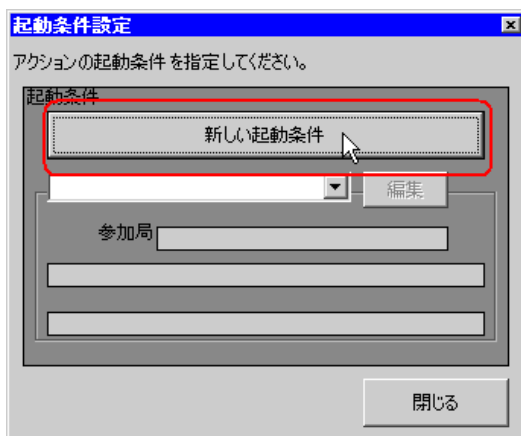 起動条件設定
アクションの起動条件を指定してください。
起動条件
新しい起動条件
編集
参加局
閉じる